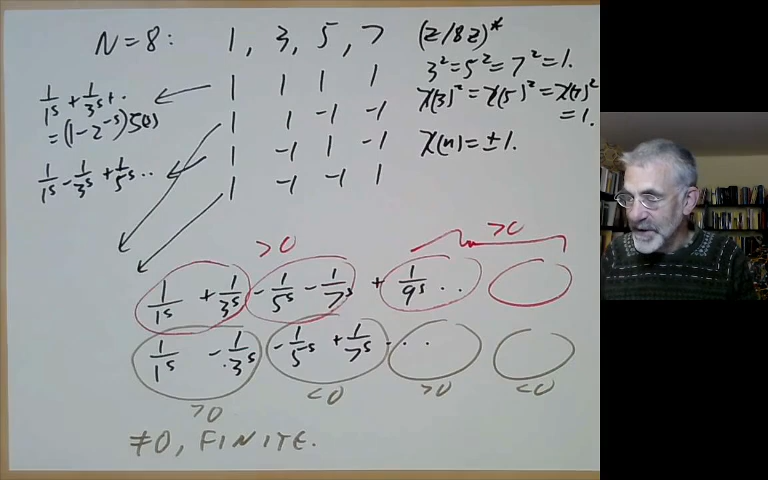 N=8: 1, 3, 5, 7 (Z/8Z)*
3² = 5² = 7² = 1.
χ(3)² = χ(5)² = χ(7)² = 1.
χ(n) = ±1.
1 1 1 1
1 1 -1 -1
1 -1 1 -1
1 -1 -1 1
1/1^s + 1/3^s + ..
= (1-2^-s) ζ(s)
1/1^s - 1/3^s + 1/5^s ..
>0 >0
1/1^s + 1/3^s - 1/5^s - 1/7^s + 1/9^s ..
1/1^s - 1/3^s - 1/5^s + 1/7^s - ..
>0 <0 >0 <0
≠0, FINITE.